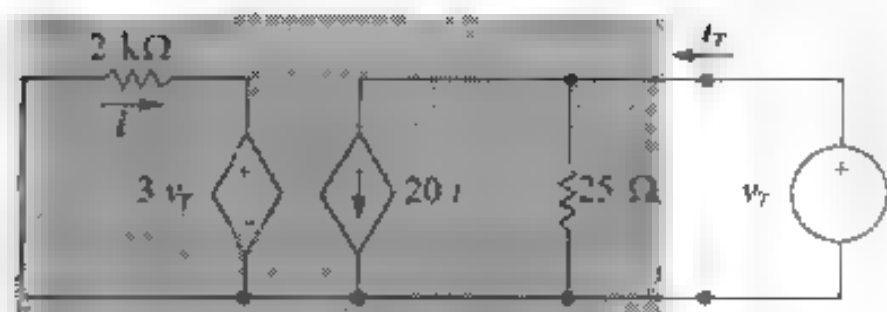 2 kΩ
i_T
i
+
3 v_T
-
20 i
25 Ω
+
v_T